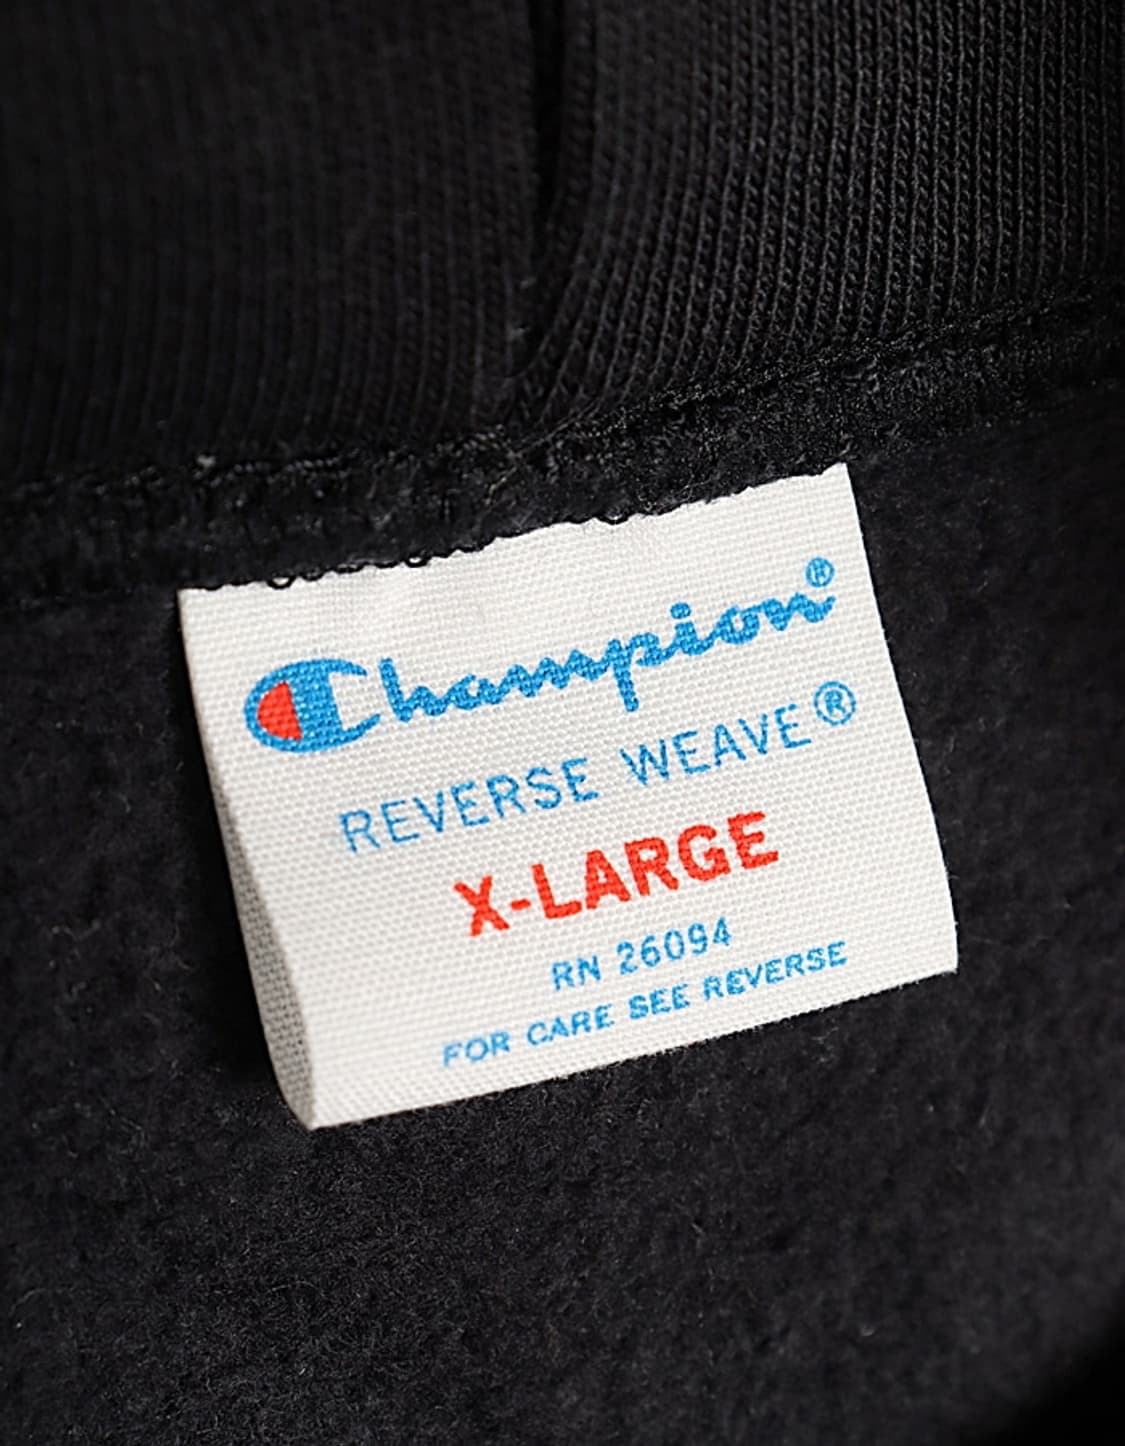 Champion®
REVERSE WEAVE®
X-LARGE
RN 26094
FOR CARE SEE REVERSE